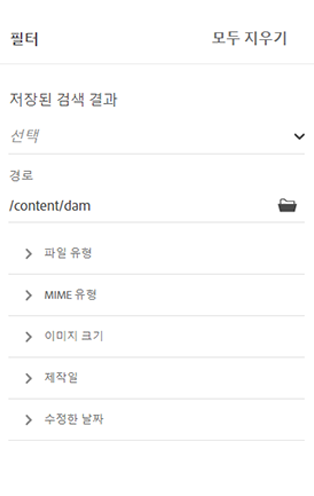 필터 모두 지우기
저장된 검색 결과
선택
경로
/content/dam
파일 유형
MIME 유형
이미지 크기
제작일
수정한 날짜